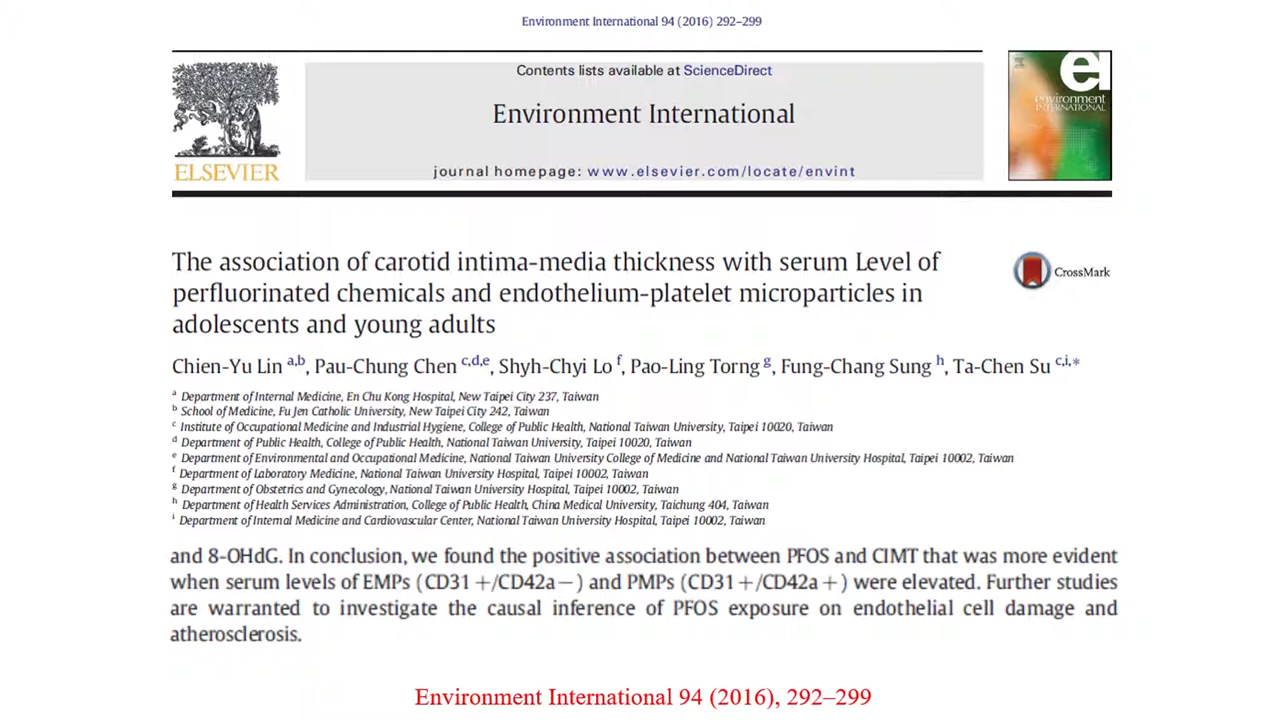 Environment International 94 (2016) 292–299
Contents lists available at ScienceDirect
Environment International
journal homepage: www.elsevier.com/locate/envint
ELSEVIER
environment
INTERNATIONAL
The association of carotid intima-media thickness with serum Level of
perfluorinated chemicals and endothelium-platelet microparticles in
adolescents and young adults
CrossMark
Chien-Yu Lin a,b, Pau-Chung Chen c,d,e, Shyh-Chyi Lo f, Pao-Ling Torng g, Fung-Chang Sung h, Ta-Chen Su c,i,*
a Department of Internal Medicine, En Chu Kong Hospital, New Taipei City 237, Taiwan
b School of Medicine, Fu Jen Catholic University, New Taipei City 242, Taiwan
c Institute of Occupational Medicine and Industrial Hygiene, College of Public Health, National Taiwan University, Taipei 10020, Taiwan
d Department of Public Health, College of Public Health, National Taiwan University, Taipei 10020, Taiwan
e Department of Environmental and Occupational Medicine, National Taiwan University College of Medicine and National Taiwan University Hospital, Taipei 10002, Taiwan
f Department of Laboratory Medicine, National Taiwan University Hospital, Taipei 10002, Taiwan
g Department of Obstetrics and Gynecology, National Taiwan University Hospital, Taipei 10002, Taiwan
h Department of Health Services Administration, College of Public Health, China Medical University, Taichung 404, Taiwan
i Department of Internal Medicine and Cardiovascular Center, National Taiwan University Hospital, Taipei 10002, Taiwan
and 8-OHdG. In conclusion, we found the positive association between PFOS and CIMT that was more evident
when serum levels of EMPs (CD31+/CD42a−) and PMPs (CD31+/CD42a+) were elevated. Further studies
are warranted to investigate the causal inference of PFOS exposure on endothelial cell damage and
atherosclerosis.
Environment International 94 (2016), 292–299